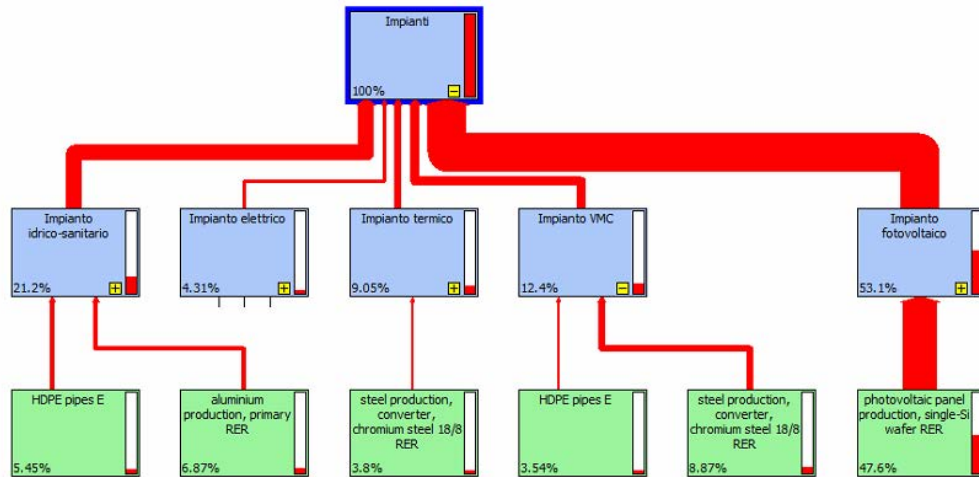 Impianti
100%
Impianto
idrico-sanitario
21.2%
Impianto elettrico
4.31%
Impianto termico
9.05%
Impianto VMC
12.4%
Impianto
fotovoltaico
53.1%
HDPE pipes E
5.45%
aluminium
production, primary
RER
6.87%
steel production,
converter,
chromium steel 18/8
RER
3.8%
HDPE pipes E
3.54%
steel production,
converter,
chromium steel 18/8
RER
8.87%
photovoltaic panel
production, single-Si
wafer RER
47.6%